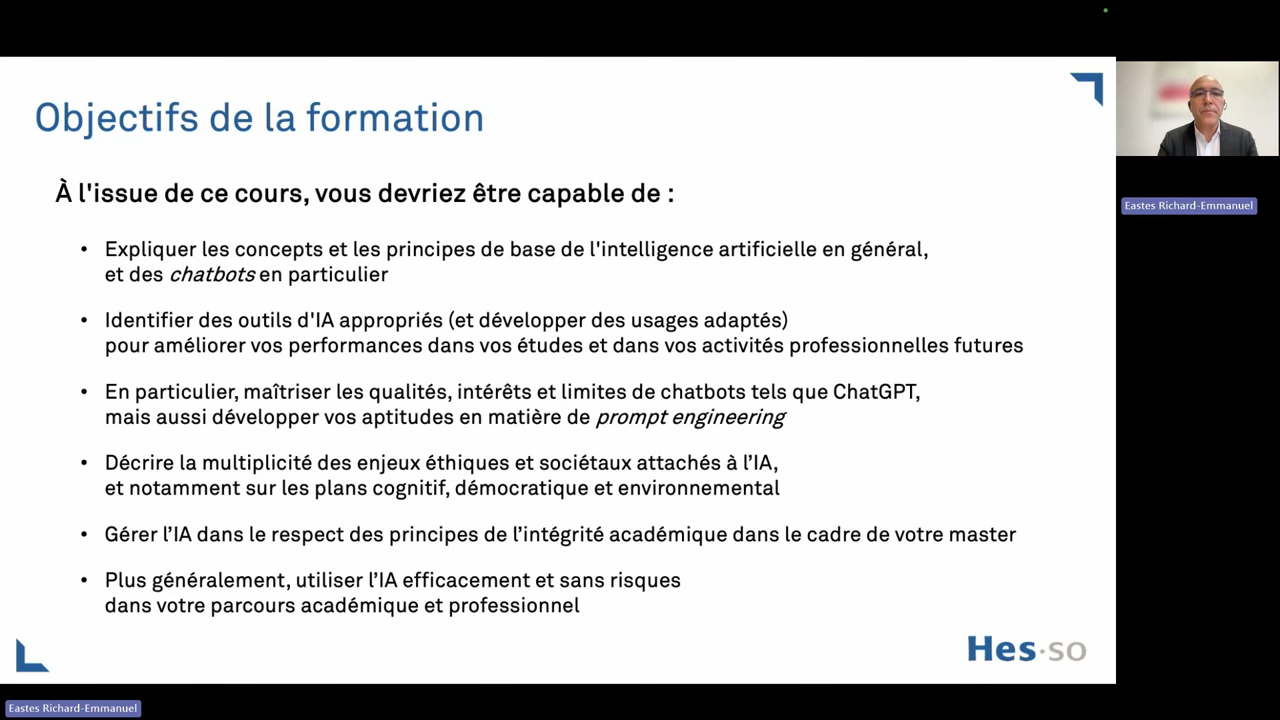 Objectifs de la formation
À l'issue de ce cours, vous devriez être capable de :
• Expliquer les concepts et les principes de base de l'intelligence artificielle en général,
et des chatbots en particulier
• Identifier des outils d'IA appropriés (et développer des usages adaptés)
pour améliorer vos performances dans vos études et dans vos activités professionnelles futures
• En particulier, maîtriser les qualités, intérêts et limites de chatbots tels que ChatGPT,
mais aussi développer vos aptitudes en matière de prompt engineering
• Décrire la multiplicité des enjeux éthiques et sociétaux attachés à l’IA,
et notamment sur les plans cognitif, démocratique et environnemental
• Gérer l’IA dans le respect des principes de l’intégrité académique dans le cadre de votre master
• Plus généralement, utiliser l’IA efficacement et sans risques
dans votre parcours académique et professionnel
Hes·so
Eastes Richard-Emmanuel
Eastes Richard-Emmanuel